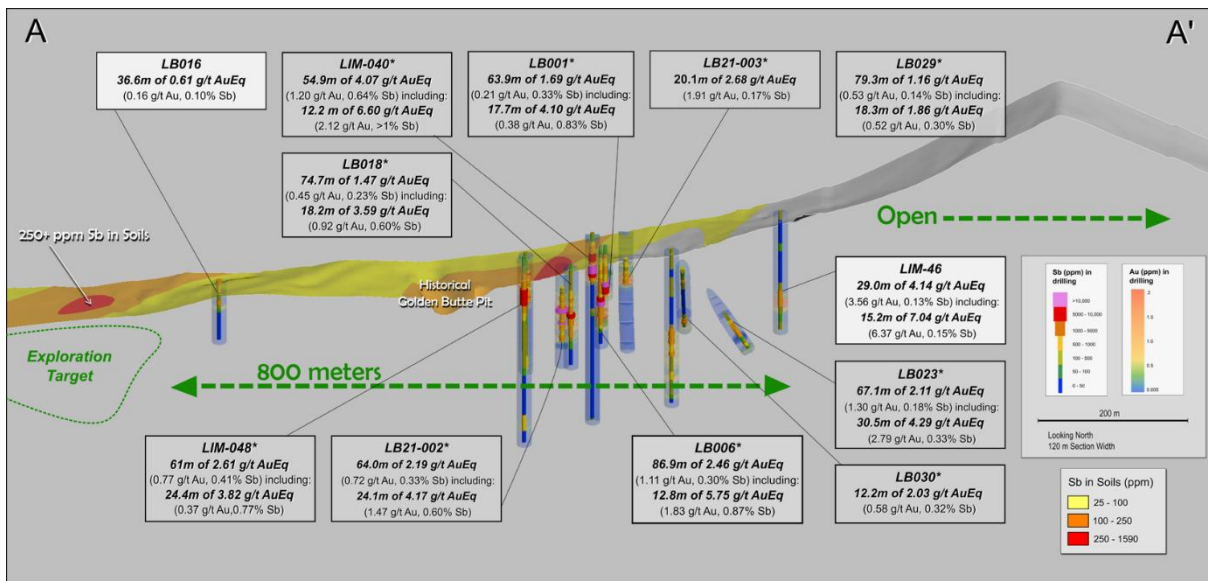 A
A'
LB016
36.6m of 0.61 g/t AuEq
(0.16 g/t Au, 0.10% Sb)
LIM-040*
54.9m of 4.07 g/t AuEq
(1.20 g/t Au, 0.64% Sb) including:
12.2 m of 6.60 g/t AuEq
(2.12 g/t Au, >1% Sb)
LB001*
63.9m of 1.69 g/t AuEq
(0.21 g/t Au, 0.33% Sb) including:
17.7m of 4.10 g/t AuEq
(0.38 g/t Au, 0.83% Sb)
LB21-003*
20.1m of 2.68 g/t AuEq
(1.91 g/t Au, 0.17% Sb)
LB029*
79.3m of 1.16 g/t AuEq
(0.53 g/t Au, 0.14% Sb) including:
18.3m of 1.86 g/t AuEq
(0.52 g/t Au, 0.30% Sb)
LB018*
74.7m of 1.47 g/t AuEq
(0.45 g/t Au, 0.23% Sb) including:
18.2m of 3.59 g/t AuEq
(0.92 g/t Au, 0.60% Sb)
Open
250+ ppm Sb in Soils
Historical
Golden Butte Pit
LIM-46
29.0m of 4.14 g/t AuEq
(3.56 g/t Au, 0.13% Sb) including:
15.2m of 7.04 g/t AuEq
(6.37 g/t Au, 0.15% Sb)
Sb (ppm) in
drilling
>10,000
5000 - 10,000
1000 - 5000
500 - 1000
100 - 500
50 - 100
0 - 50
Au (ppm) in
drilling
2
1.5
1.0
0.5
0.005
Exploration
Target
800 meters
LB023*
67.1m of 2.11 g/t AuEq
(1.30 g/t Au, 0.18% Sb) including:
30.5m of 4.29 g/t AuEq
(2.79 g/t Au, 0.33% Sb)
200 m
Looking North
120 m Section Width
LIM-048*
61m of 2.61 g/t AuEq
(0.77 g/t Au, 0.41% Sb) including:
24.4m of 3.82 g/t AuEq
(0.37 g/t Au,0.77% Sb)
LB21-002*
64.0m of 2.19 g/t AuEq
(0.72 g/t Au, 0.33% Sb) including:
24.1m of 4.17 g/t AuEq
(1.47 g/t Au, 0.60% Sb)
LB006*
86.9m of 2.46 g/t AuEq
(1.11 g/t Au, 0.30% Sb) including:
12.8m of 5.75 g/t AuEq
(1.83 g/t Au, 0.87% Sb)
LB030*
12.2m of 2.03 g/t AuEq
(0.58 g/t Au, 0.32% Sb)
Sb in Soils (ppm)
25 - 100
100 - 250
250 - 1590